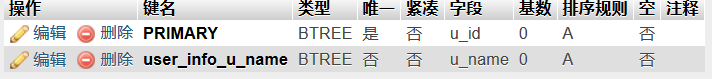 操作 键名 类型 唯一 紧凑 字段 基数 排序规则 空 注释
编辑 删除 PRIMARY BTREE 是 否 u_id 0 A 否
编辑 删除 user_info_u_name BTREE 否 否 u_name 0 A 否